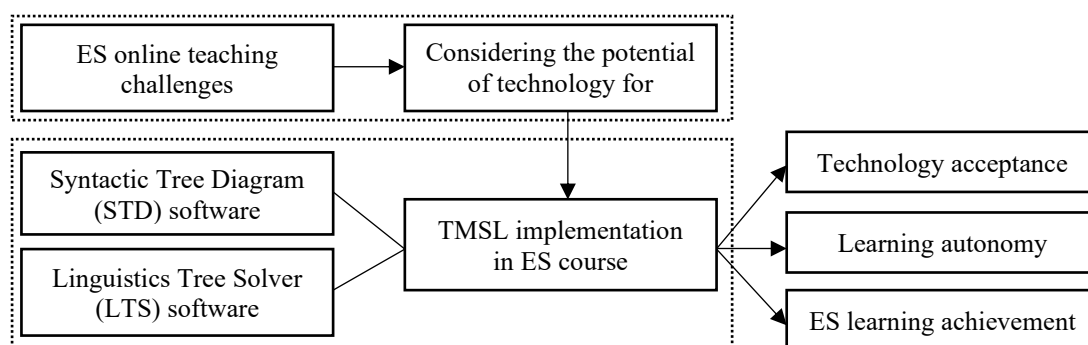 ES online teaching
challenges
Considering the potential
of technology for
Syntactic Tree Diagram
(STD) software
Linguistics Tree Solver
(LTS) software
TMSL implementation
in ES course
Technology acceptance
Learning autonomy
ES learning achievement